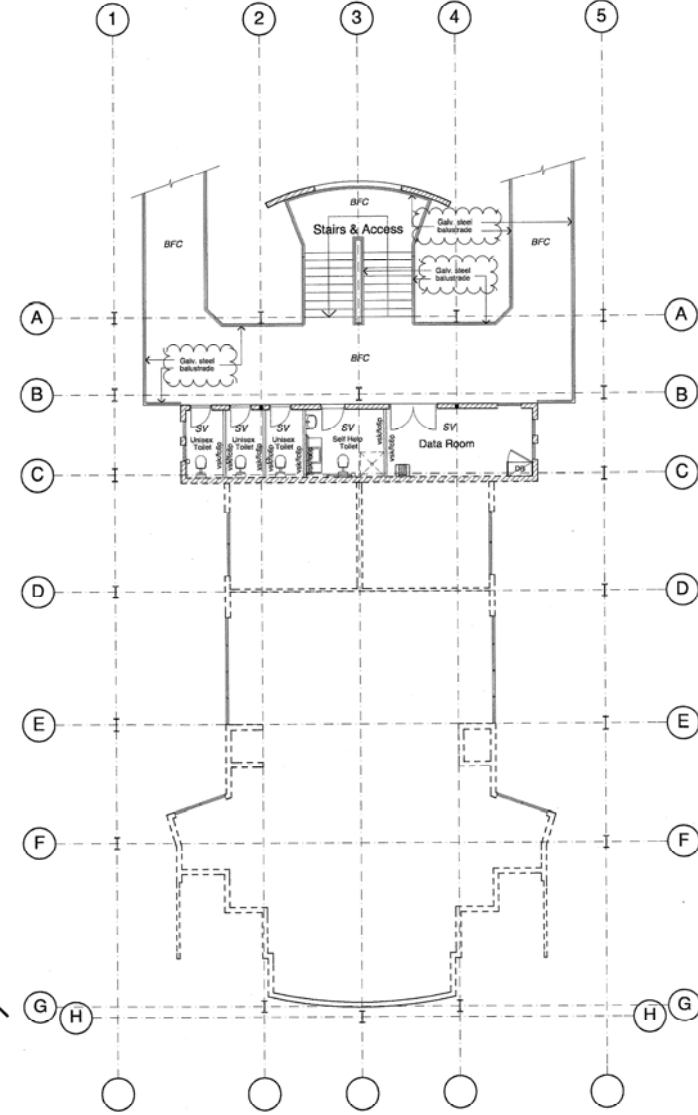 1 2 3 4 5
BFC
Stairs & Access
BFC
BFC
Galv. steel
balustrade
Galv. steel
balustrade
A A
BFC
Galv. steel
balustrade
B B
SV SV SV SV SV
Unisex
Toilet
Unisex
Toilet
Unisex
Toilet
Self Help
Toilet
Data Room
DB
C C
D D
E E
F F
G G
H H